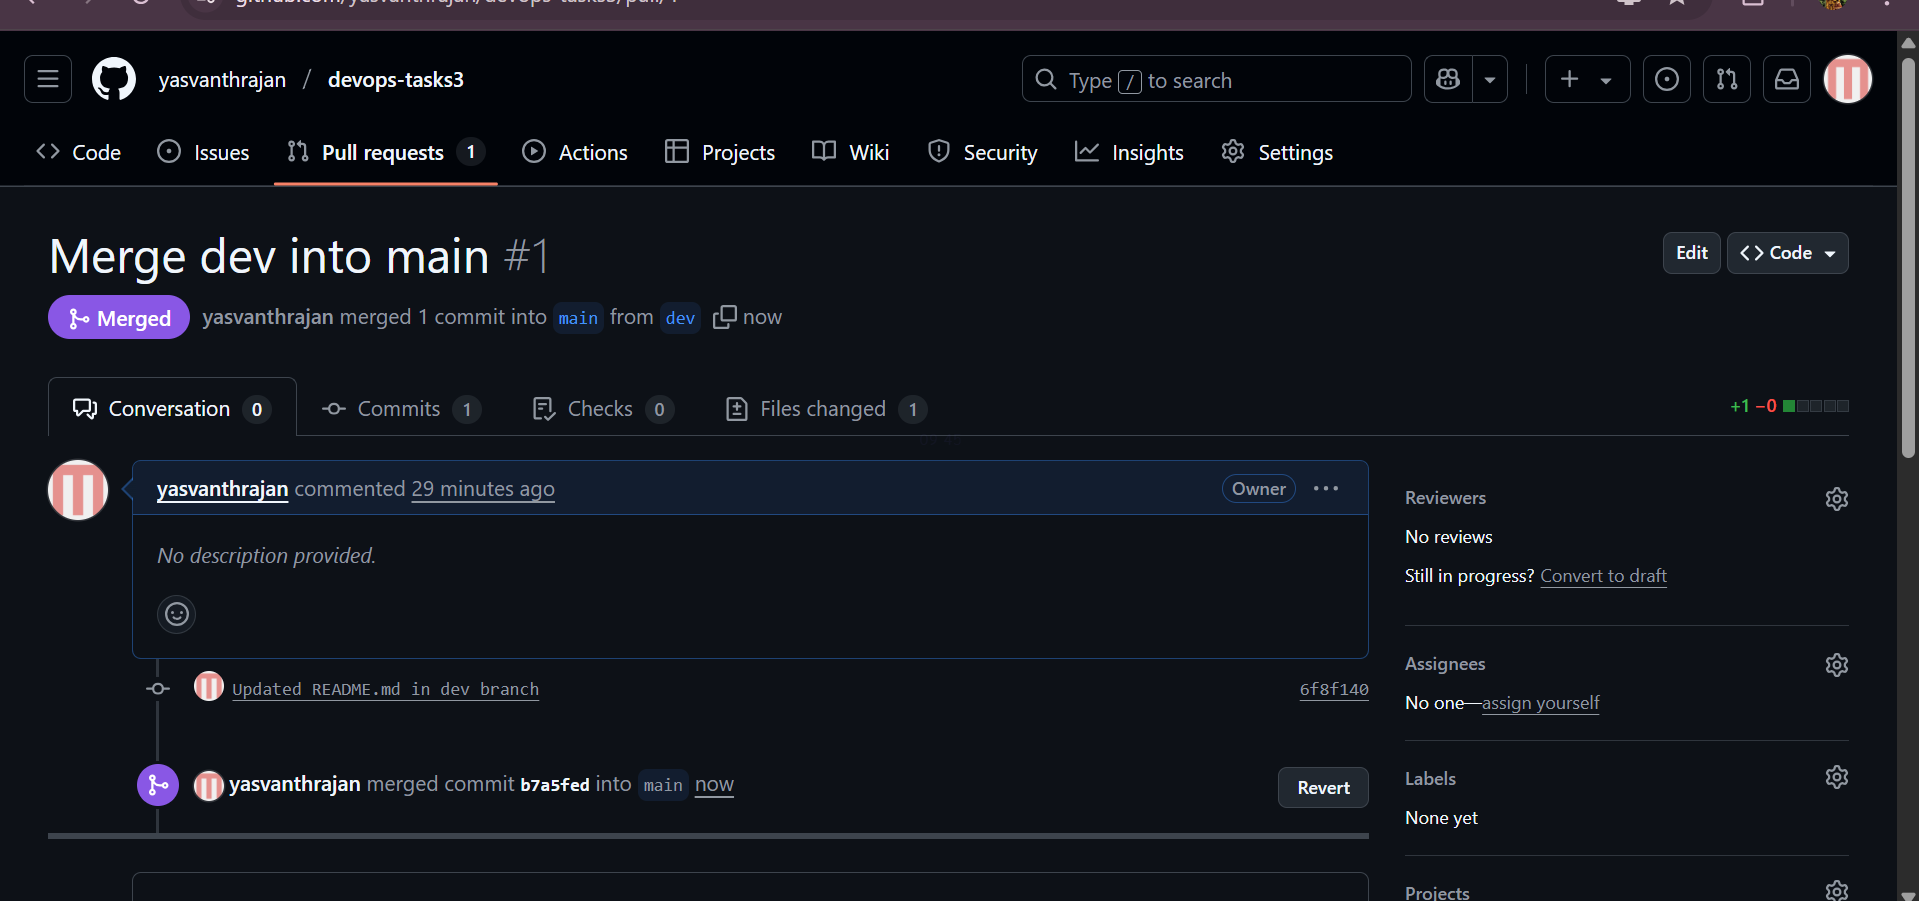 yasvanthrajan / devops-tasks3
Type / to search
Code
Issues
Pull requests 1
Actions
Projects
Wiki
Security
Insights
Settings
Merge dev into main #1
Edit
Code
Merged
yasvanthrajan merged 1 commit into main from dev now
Conversation 0
Commits 1
Checks 0
Files changed 1
+1 −0
yasvanthrajan commented 29 minutes ago
Owner
No description provided.
Updated README.md in dev branch
6f8f140
yasvanthrajan merged commit b7a5fed into main now
Revert
Reviewers
No reviews
Still in progress? Convert to draft
Assignees
No one—assign yourself
Labels
None yet
Projects